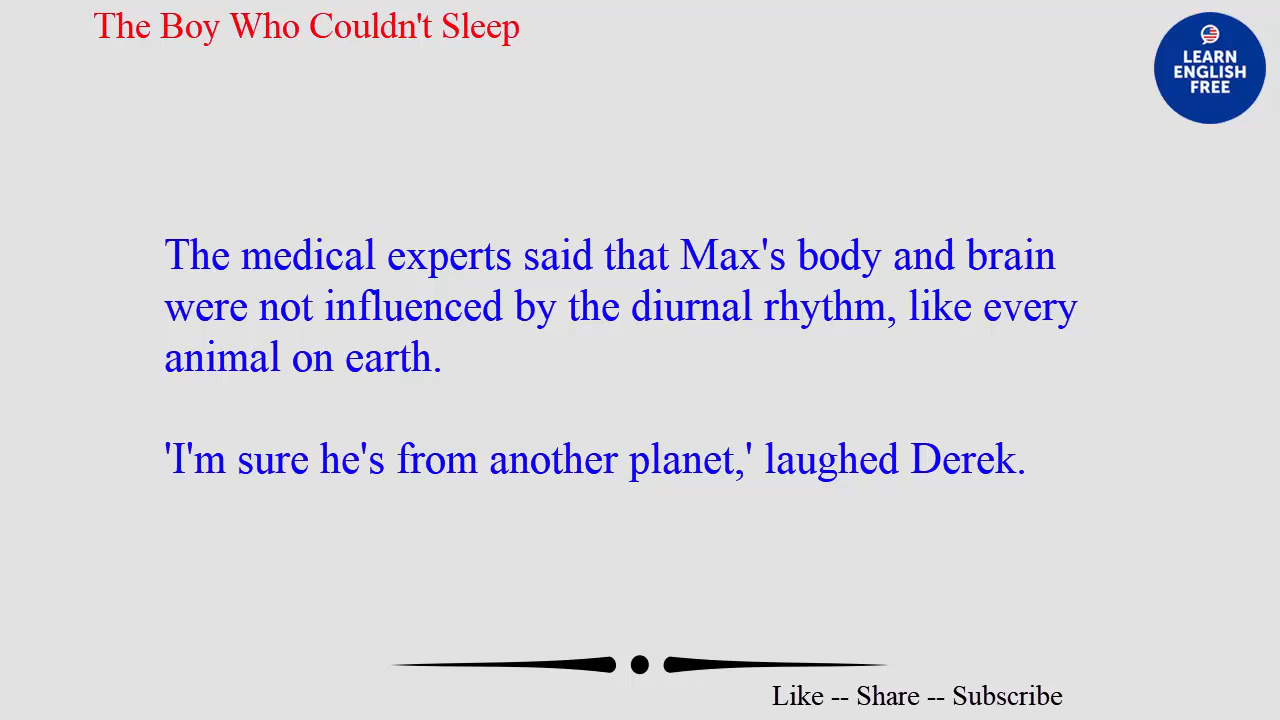 The Boy Who Couldn't Sleep
LEARN
ENGLISH
FREE
The medical experts said that Max's body and brain
were not influenced by the diurnal rhythm, like every
animal on earth.
'I'm sure he's from another planet,' laughed Derek.
Like -- Share -- Subscribe